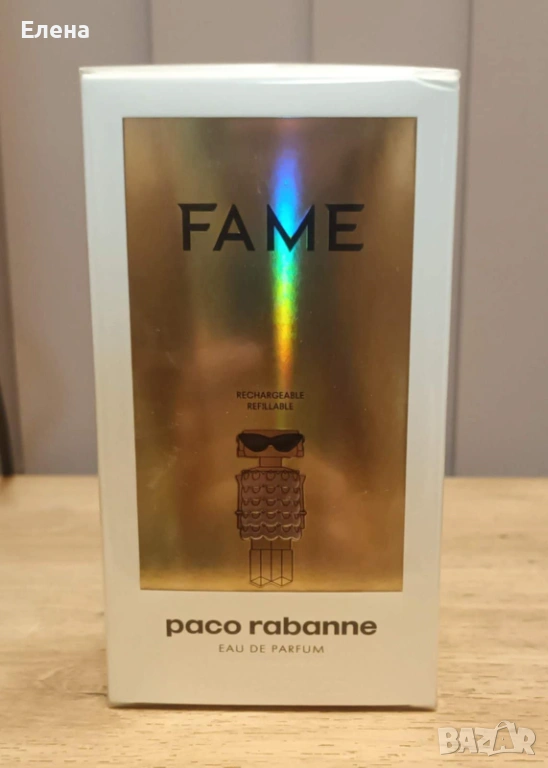 Елена
FAME
RECHARGEABLE
REFILLABLE
paco rabanne
EAU DE PARFUM
BAZAR